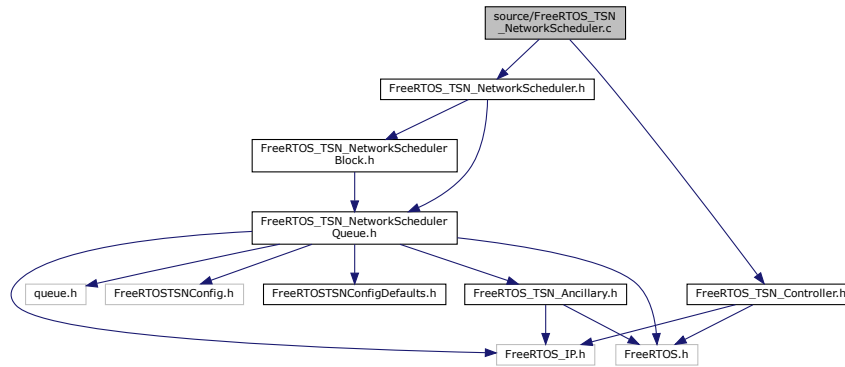 source/FreeRTOS_TSN
_NetworkScheduler.c
FreeRTOS_TSN_NetworkScheduler.h
FreeRTOS_TSN_NetworkScheduler
Block.h
FreeRTOS_TSN_NetworkScheduler
Queue.h
queue.h
FreeRTOSTSNConfig.h
FreeRTOSTSNConfigDefaults.h
FreeRTOS_TSN_Ancillary.h
FreeRTOS_TSN_Controller.h
FreeRTOS_IP.h
FreeRTOS.h